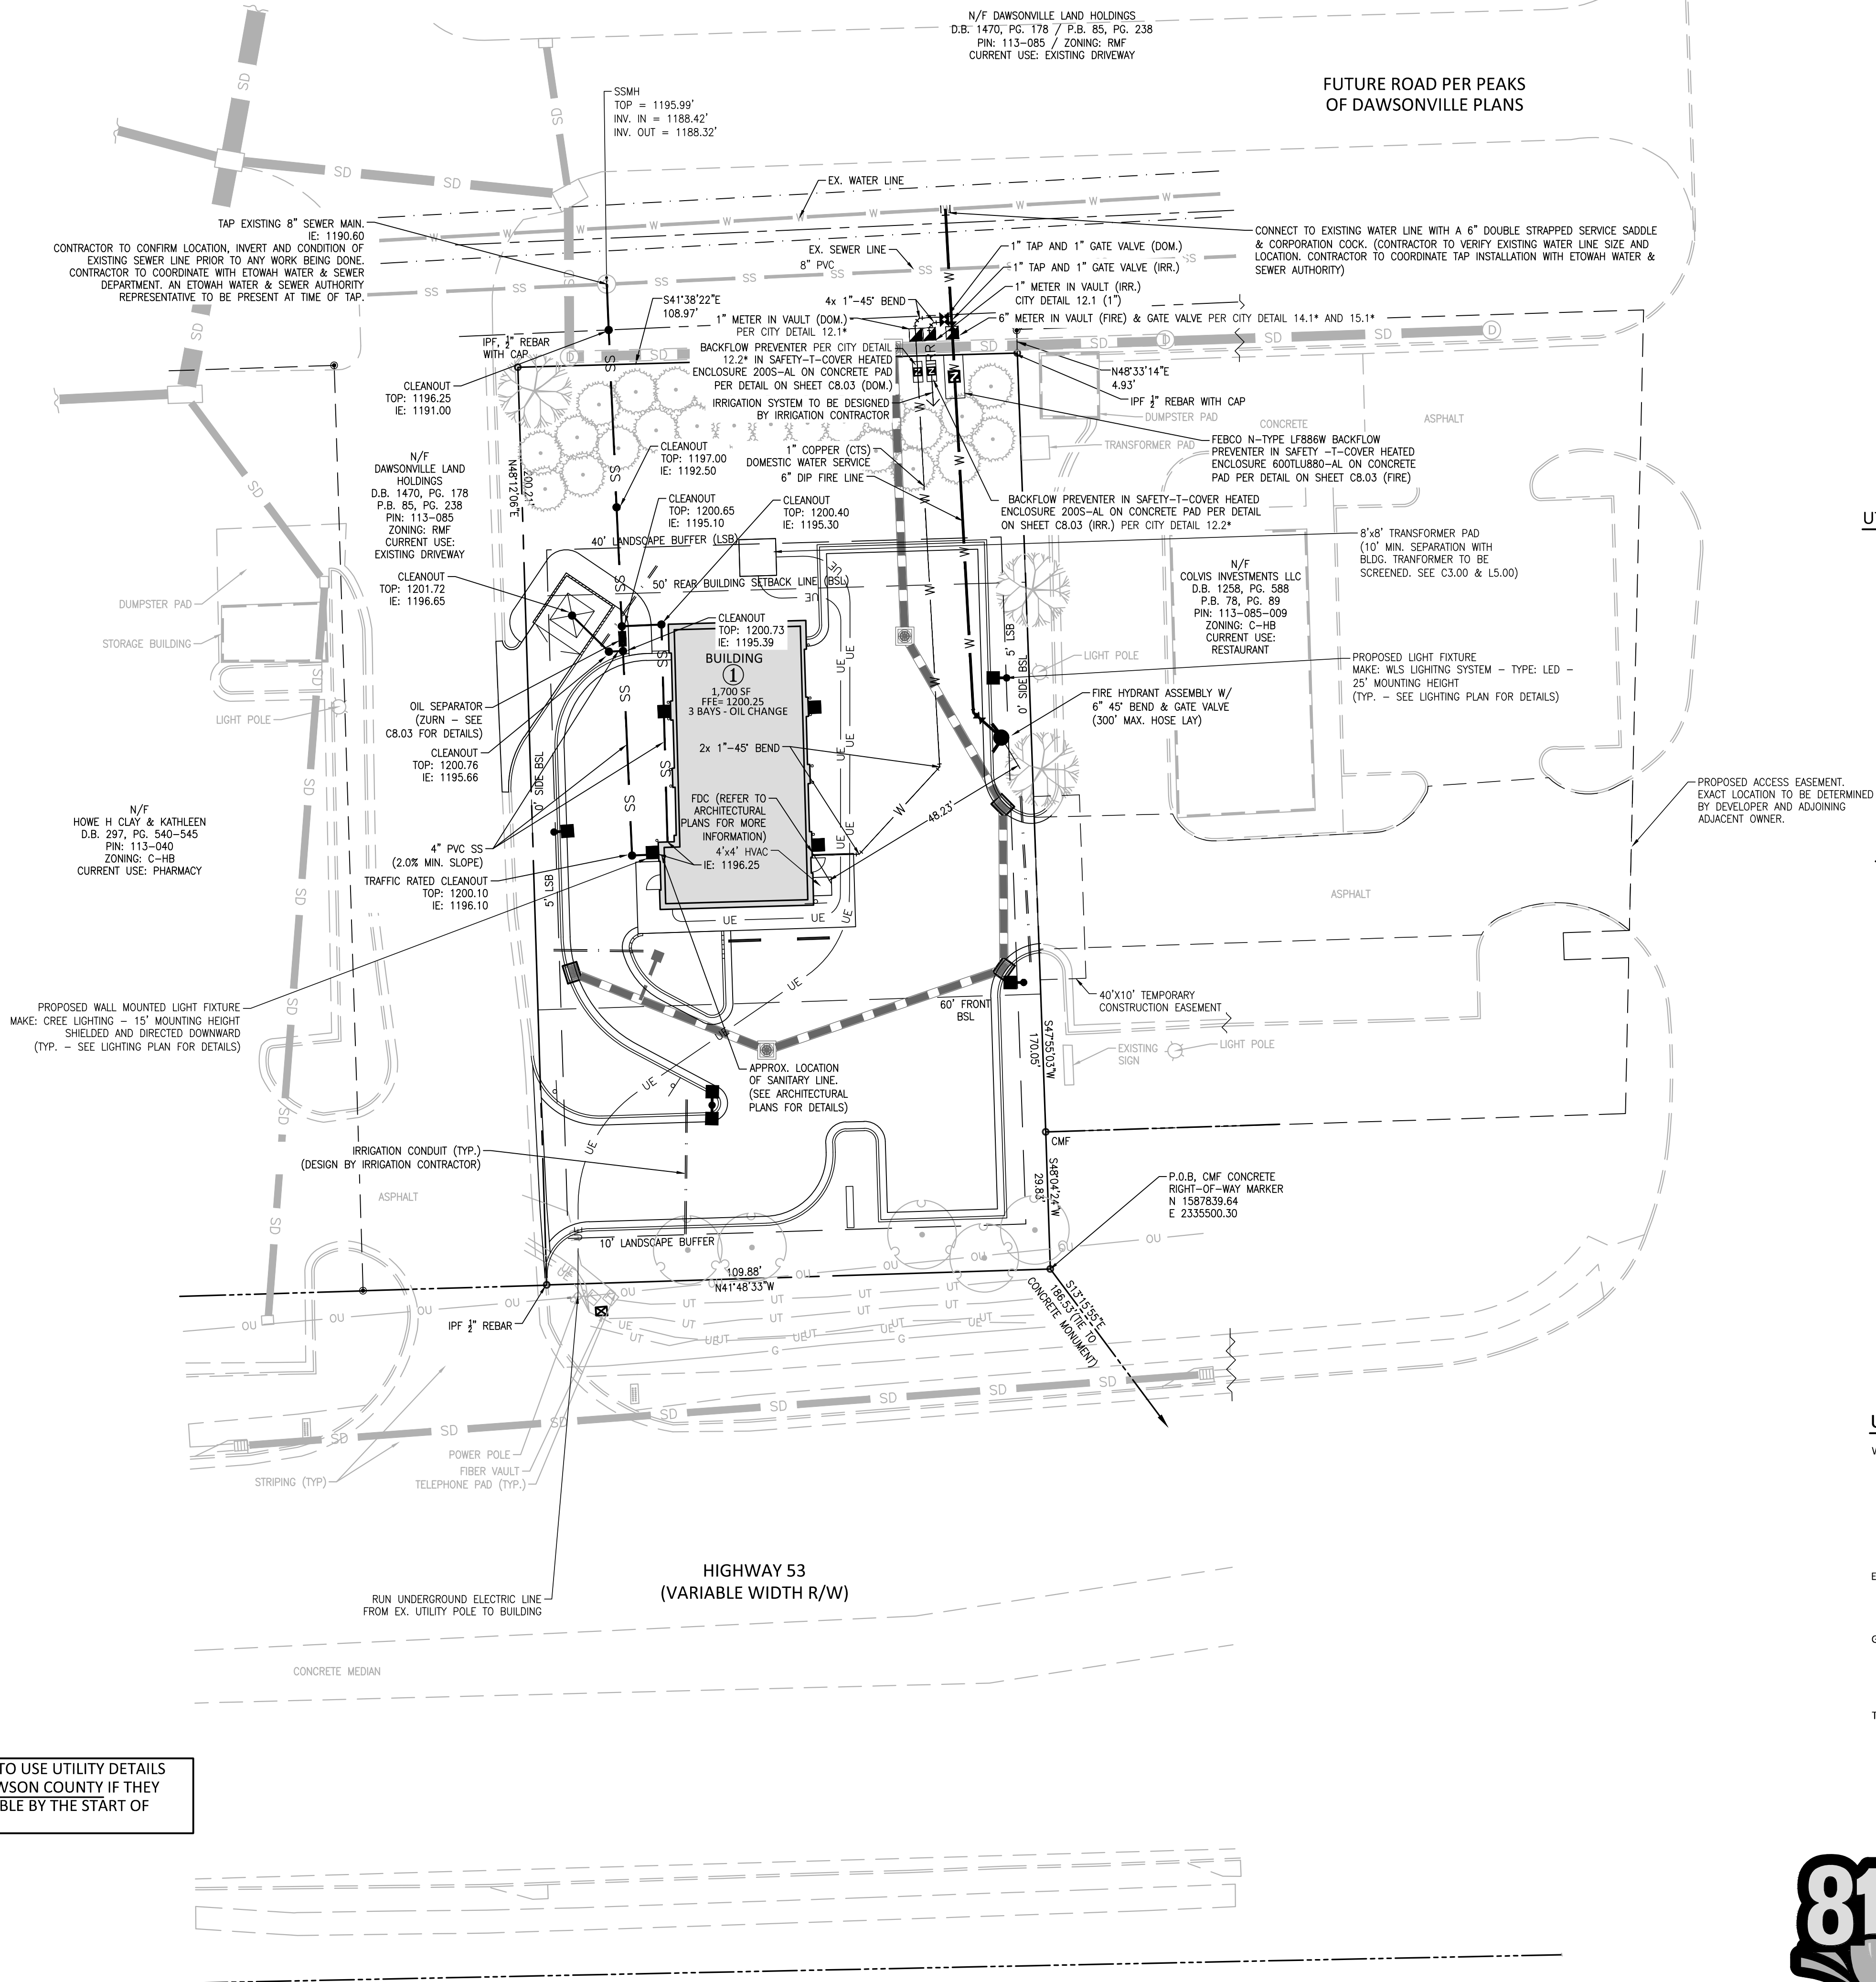 N/F DAWSONVILLE LAND HOLDINGS
D.B. 1470, PG. 178 / P.B. 85, PG. 238
PIN: 113-085 / ZONING: RMF
CURRENT USE: EXISTING DRIVEWAY
FUTURE ROAD PER PEAKS
OF DAWSONVILLE PLANS
SSMH
TOP = 1195.99'
INV. IN = 1188.42'
INV. OUT = 1188.32'
EX. WATER LINE
TAP EXISTING 8" SEWER MAIN.
IE: 1190.60
CONTRACTOR TO CONFIRM LOCATION, INVERT AND CONDITION OF
EXISTING SEWER LINE PRIOR TO ANY WORK BEING DONE.
CONTRACTOR TO COORDINATE WITH ETOWAH WATER & SEWER
DEPARTMENT. AN ETOWAH WATER & SEWER AUTHORITY
REPRESENTATIVE TO BE PRESENT AT TIME OF TAP.
EX. SEWER LINE
8" PVC
1" TAP AND 1" GATE VALVE (DOM.)
1" TAP AND 1" GATE VALVE (IRR.)
1" METER IN VAULT (IRR.)
CITY DETAIL 12.1 (1")
6" METER IN VAULT (FIRE) & GATE VALVE PER CITY DETAIL 14.1* AND 15.1*
CONNECT TO EXISTING WATER LINE WITH A 6" DOUBLE STRAPPED SERVICE SADDLE
& CORPORATION COCK. (CONTRACTOR TO VERIFY EXISTING WATER LINE SIZE AND
LOCATION. CONTRACTOR TO COORDINATE TAP INSTALLATION WITH ETOWAH WATER &
SEWER AUTHORITY)
S41°38'22"E
108.97'
4x 1"-45° BEND
1" METER IN VAULT (DOM.)
PER CITY DETAIL 12.1*
BACKFLOW PREVENTER PER CITY DETAIL
12.2* IN SAFETY-T-COVER HEATED
ENCLOSURE 200S-AL ON CONCRETE PAD
PER DETAIL ON SHEET C8.03 (DOM.)
IRRIGATION SYSTEM TO BE DESIGNED
BY IRRIGATION CONTRACTOR
IPF, ½" REBAR
WITH CAP
CLEANOUT
TOP: 1196.25
IE: 1191.00
N48°33'14"E
4.93'
IPF ½" REBAR WITH CAP
DUMPSTER PAD
CONCRETE
ASPHALT
TRANSFORMER PAD
FEBCO N-TYPE LF886W BACKFLOW
PREVENTER IN SAFETY -T-COVER HEATED
ENCLOSURE 600TLU880-AL ON CONCRETE
PAD PER DETAIL ON SHEET C8.03 (FIRE)
N/F
DAWSONVILLE LAND
HOLDINGS
D.B. 1470, PG. 178
P.B. 85, PG. 238
PIN: 113-085
ZONING: RMF
CURRENT USE:
EXISTING DRIVEWAY
N48°12'06"E
200.21'
CLEANOUT
TOP: 1197.00
IE: 1192.50
1" COPPER (CTS)
DOMESTIC WATER SERVICE
6" DIP FIRE LINE
CLEANOUT
TOP: 1200.65
IE: 1195.10
CLEANOUT
TOP: 1200.40
IE: 1195.30
BACKFLOW PREVENTER IN SAFETY-T-COVER HEATED
ENCLOSURE 200S-AL ON CONCRETE PAD PER DETAIL
ON SHEET C8.03 (IRR.) PER CITY DETAIL 12.2*
8'x8' TRANSFORMER PAD
(10' MIN. SEPARATION WITH
BLDG. TRANFORMER TO BE
SCREENED. SEE C3.00 & L5.00)
40' LANDSCAPE BUFFER (LSB)
50' REAR BUILDING SETBACK LINE (BSL)
CLEANOUT
TOP: 1201.72
IE: 1196.65
N/F
COLVIS INVESTMENTS LLC
D.B. 1258, PG. 588
P.B. 78, PG. 89
PIN: 113-085-009
ZONING: C-HB
CURRENT USE:
RESTAURANT
DUMPSTER PAD
STORAGE BUILDING
LIGHT POLE
CLEANOUT
TOP: 1200.73
IE: 1195.39
BUILDING
1
1,700 SF
FFE= 1200.25
3 BAYS - OIL CHANGE
5' LSB
0' SIDE BSL
LIGHT POLE
PROPOSED LIGHT FIXTURE
MAKE: WLS LIGHITNG SYSTEM - TYPE: LED -
25' MOUNTING HEIGHT
(TYP. - SEE LIGHTING PLAN FOR DETAILS)
OIL SEPARATOR
(ZURN - SEE
C8.03 FOR DETAILS)
CLEANOUT
TOP: 1200.76
IE: 1195.66
FIRE HYDRANT ASSEMBLY W/
6" 45° BEND & GATE VALVE
(300' MAX. HOSE LAY)
2x 1"-45° BEND
0' SIDE BSL
5' LSB
PROPOSED ACCESS EASEMENT.
EXACT LOCATION TO BE DETERMINED
BY DEVELOPER AND ADJOINING
ADJACENT OWNER.
N/F
HOWE H CLAY & KATHLEEN
D.B. 297, PG. 540-545
PIN: 113-040
ZONING: C-HB
CURRENT USE: PHARMACY
FDC (REFER TO
ARCHITECTURAL
PLANS FOR MORE
INFORMATION)
4'x4' HVAC
IE: 1196.25
48.23'
4" PVC SS
(2.0% MIN. SLOPE)
TRAFFIC RATED CLEANOUT
TOP: 1200.10
IE: 1196.10
ASPHALT
PROPOSED WALL MOUNTED LIGHT FIXTURE
MAKE: CREE LIGHTING - 15' MOUNTING HEIGHT
SHIELDED AND DIRECTED DOWNWARD
(TYP. - SEE LIGHTING PLAN FOR DETAILS)
60' FRONT
BSL
40'X10' TEMPORARY
CONSTRUCTION EASEMENT
S47°55'03"W
170.05'
EXISTING
SIGN
LIGHT POLE
APPROX. LOCATION
OF SANITARY LINE.
(SEE ARCHITECTURAL
PLANS FOR DETAILS)
CMF
IRRIGATION CONDUIT (TYP.)
(DESIGN BY IRRIGATION CONTRACTOR)
ASPHALT
S48°04'24"W
29.83'
P.O.B, CMF CONCRETE
RIGHT-OF-WAY MARKER
N 1587839.64
E 2335500.30
10' LANDSCAPE BUFFER
109.88'
N41°48'33"W
S13°15'55"E
186.53'(TIE TO
CONCRETE MONUMENT)
IPF ½" REBAR
POWER POLE
FIBER VAULT
TELEPHONE PAD (TYP.)
STRIPING (TYP)
HIGHWAY 53
(VARIABLE WIDTH R/W)
RUN UNDERGROUND ELECTRIC LINE
FROM EX. UTILITY POLE TO BUILDING
CONCRETE MEDIAN
TO USE UTILITY DETAILS
WSON COUNTY IF THEY
BLE BY THE START OF
81